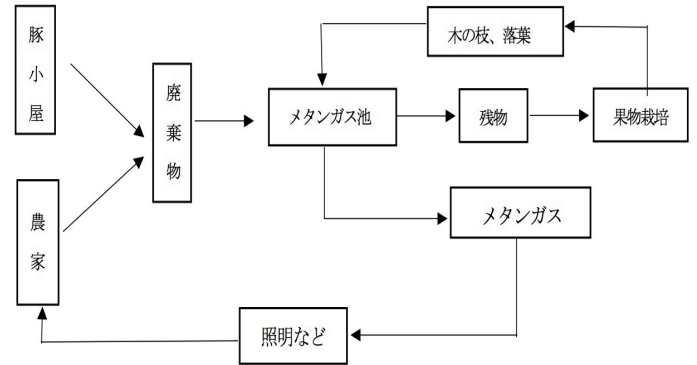 豚小屋
農家
廃棄物
メタンガス池
残物
果物栽培
木の枝、落葉
メタンガス
照明など